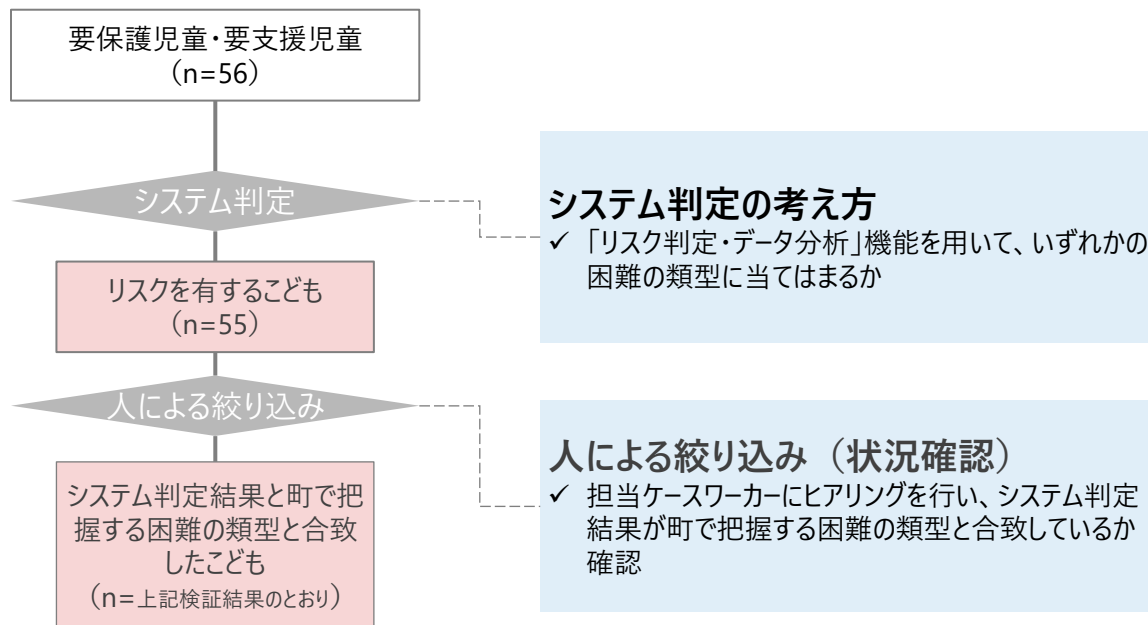 要保護児童・要支援児童
（n=56）
システム判定
システム判定の考え方
✓ 「リスク判定・データ分析」機能を用いて、いずれかの
困難の類型に当てはまるか
リスクを有するこども
（n=55）
人による絞り込み
人による絞り込み（状況確認）
✓ 担当ケースワーカーにヒアリングを行い、システム判定
結果が町で把握する困難の類型と合致しているか
確認
システム判定結果と町で把
握する困難の類型と合致
したこども
（n=上記検証結果のとおり）